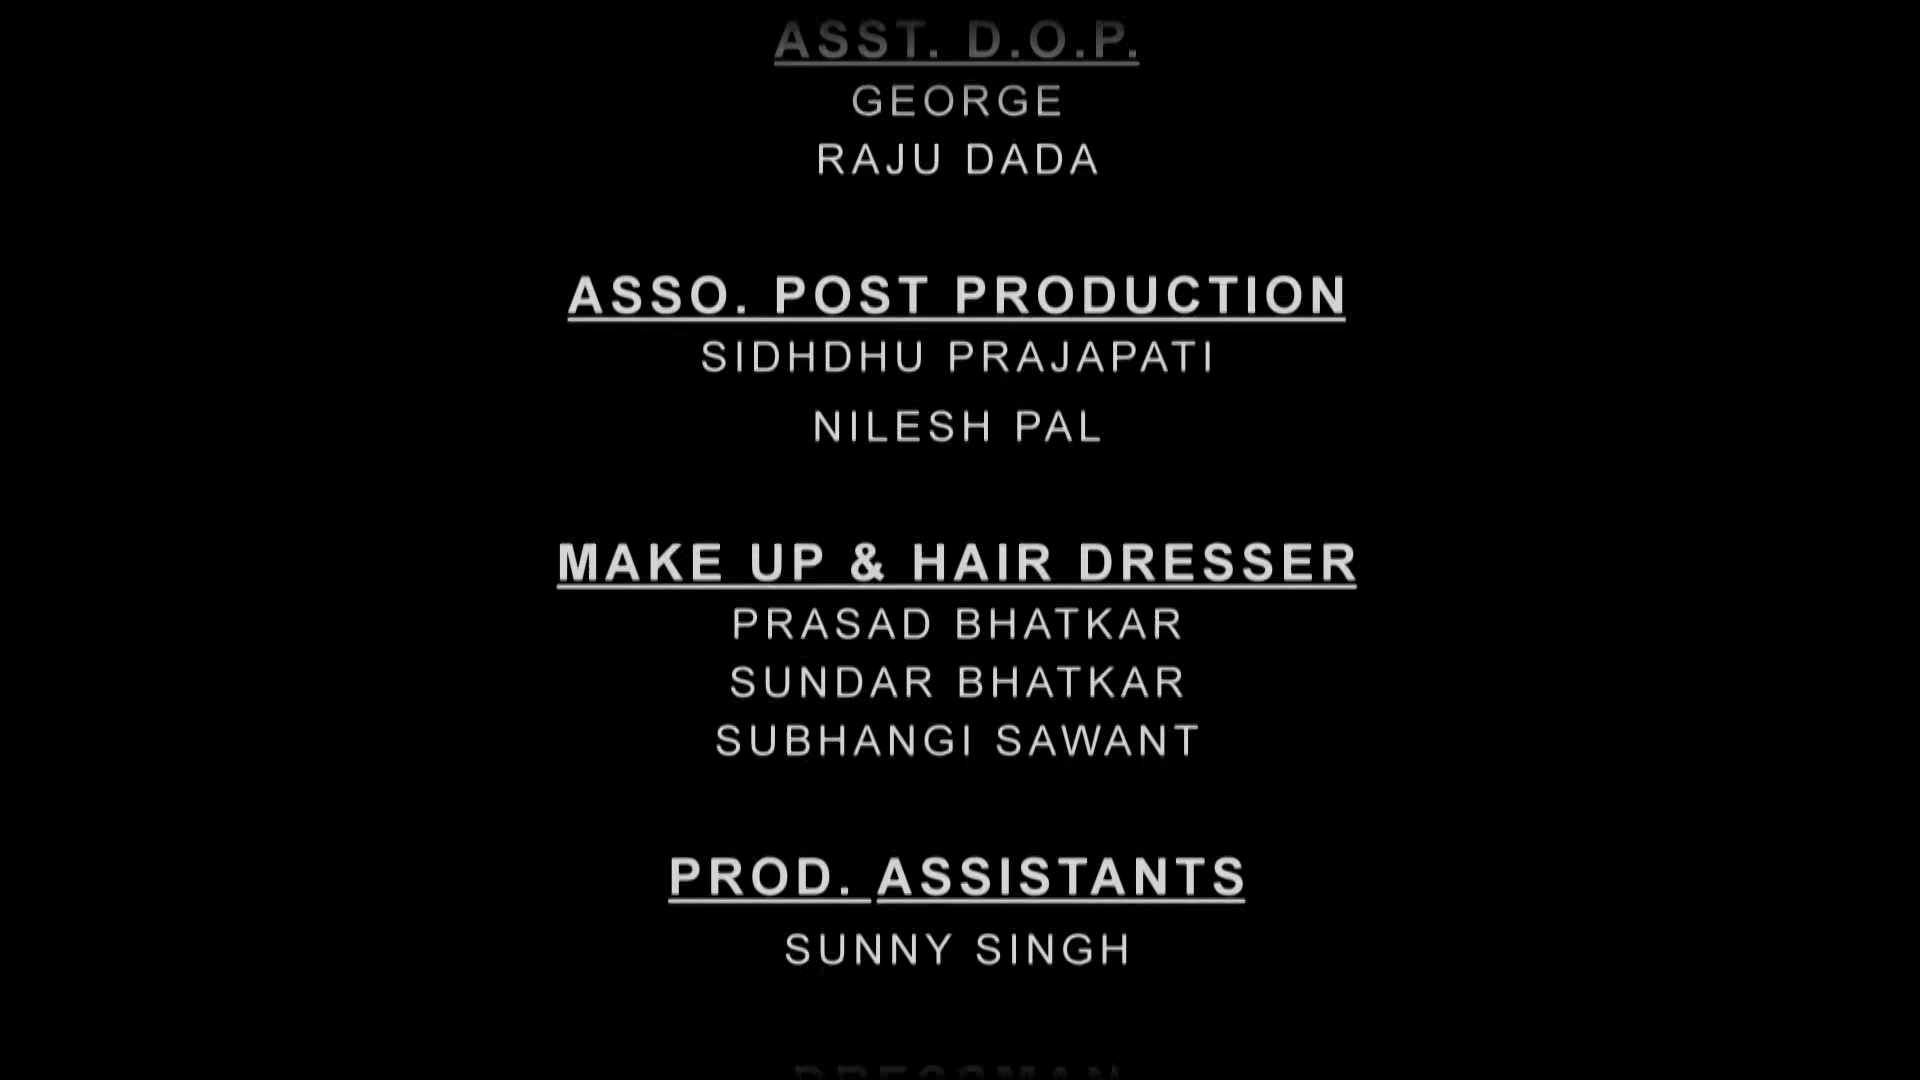 ASST. D.O.P.
GEORGE
RAJU DADA
ASSO. POST PRODUCTION
SIDHDHU PRAJAPATI
NILESH PAL
MAKE UP & HAIR DRESSER
PRASAD BHATKAR
SUNDAR BHATKAR
SUBHANGI SAWANT
PROD. ASSISTANTS
SUNNY SINGH
DRESSMAN